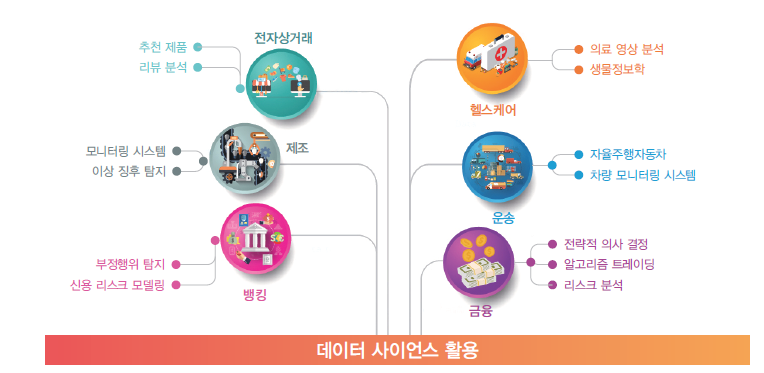 전자상거래
추천 제품
리뷰 분석
제조
모니터링 시스템
이상 징후 탐지
뱅킹
부정행위 탐지
신용 리스크 모델링
헬스케어
의료 영상 분석
생물정보학
운송
자율주행자동차
차량 모니터링 시스템
금융
전략적 의사 결정
알고리즘 트레이딩
리스크 분석
데이터 사이언스 활용